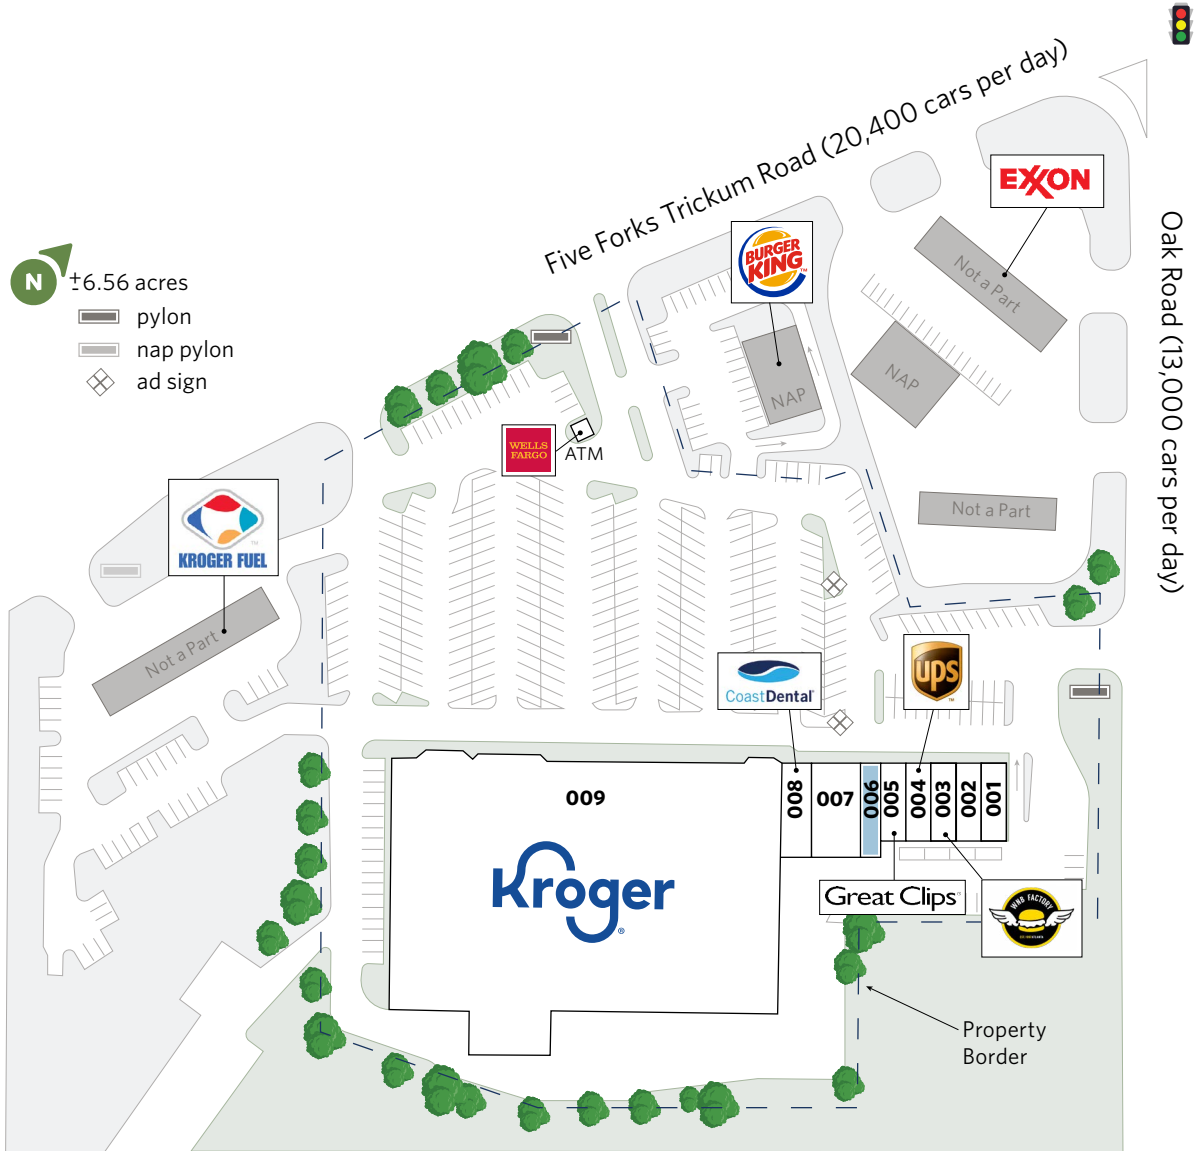 Five Forks Trickum Road (20,400 cars per day)
Oak Road (13,000 cars per day)
N
±6.56 acres
pylon
nap pylon
ad sign
EXXON
Not a Part
BURGER
KING™
NAP
NAP
WELLS
FARGO
ATM
Not a Part
KROGER FUEL
TM
Not a Part
CoastDental
ups
TM
009
008
007
006
005
004
003
002
001
Kroger®
Great Clips
WNB FACTORY
Property
Border